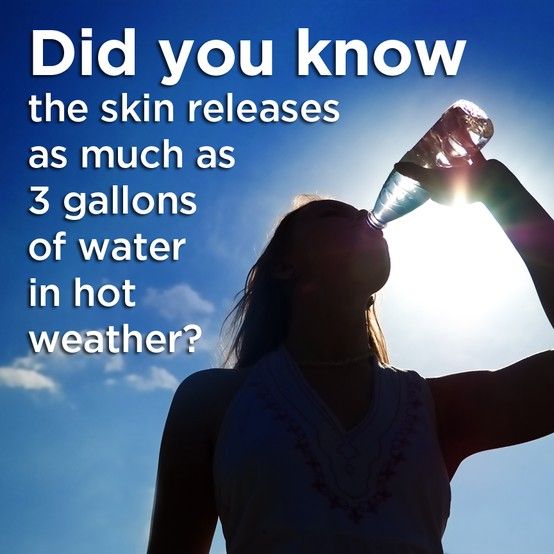 Did you know
the skin releases
as much as
3 gallons
of water
in hot
weather?